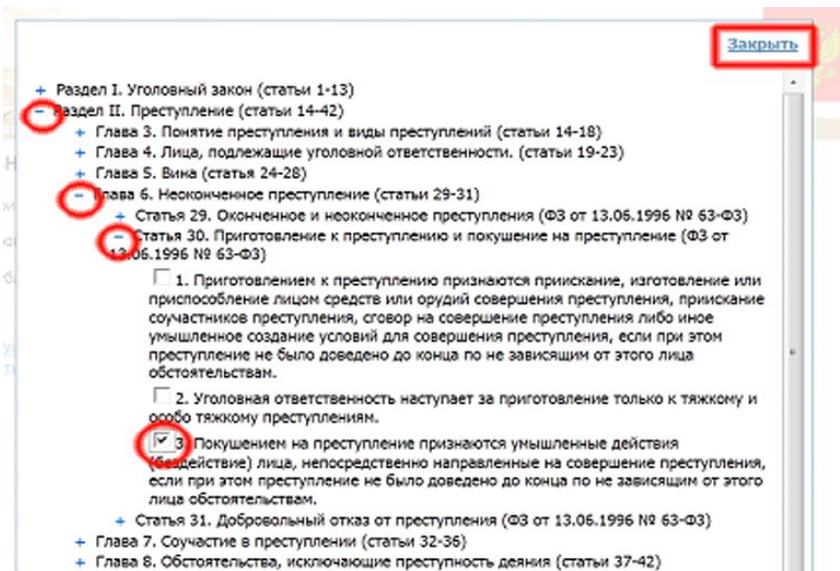 Закрыть
+ Раздел I. Уголовный закон (статьи 1-13)
− Раздел II. Преступление (статьи 14-42)
+ Глава 3. Понятие преступления и виды преступлений (статьи 14-18)
+ Глава 4. Лица, подлежащие уголовной ответственности. (статьи 19-23)
+ Глава 5. Вина (статья 24-28)
− Глава 6. Неоконченное преступление (статьи 29-31)
+ Статья 29. Оконченное и неоконченное преступления (ФЗ от 13.06.1996 № 63-ФЗ)
− Статья 30. Приготовление к преступлению и покушение на преступление (ФЗ от
13.06.1996 № 63-ФЗ)
1. Приготовлением к преступлению признаются приискание, изготовление или
приспособление лицом средств или орудий совершения преступления, приискание
соучастников преступления, сговор на совершение преступления либо иное
умышленное создание условий для совершения преступления, если при этом
преступление не было доведено до конца по не зависящим от этого лица
обстоятельствам.
2. Уголовная ответственность наступает за приготовление только к тяжкому и
особо тяжкому преступлениям.
3. Покушением на преступление признаются умышленные действия
(бездействие) лица, непосредственно направленные на совершение преступления,
если при этом преступление не было доведено до конца по не зависящим от этого
лица обстоятельствам.
+ Статья 31. Добровольный отказ от преступления (ФЗ от 13.06.1996 № 63-ФЗ)
+ Глава 7. Соучастие в преступлении (статьи 32-36)
+ Глава 8. Обстоятельства, исключающие преступность деяния (статьи 37-42)